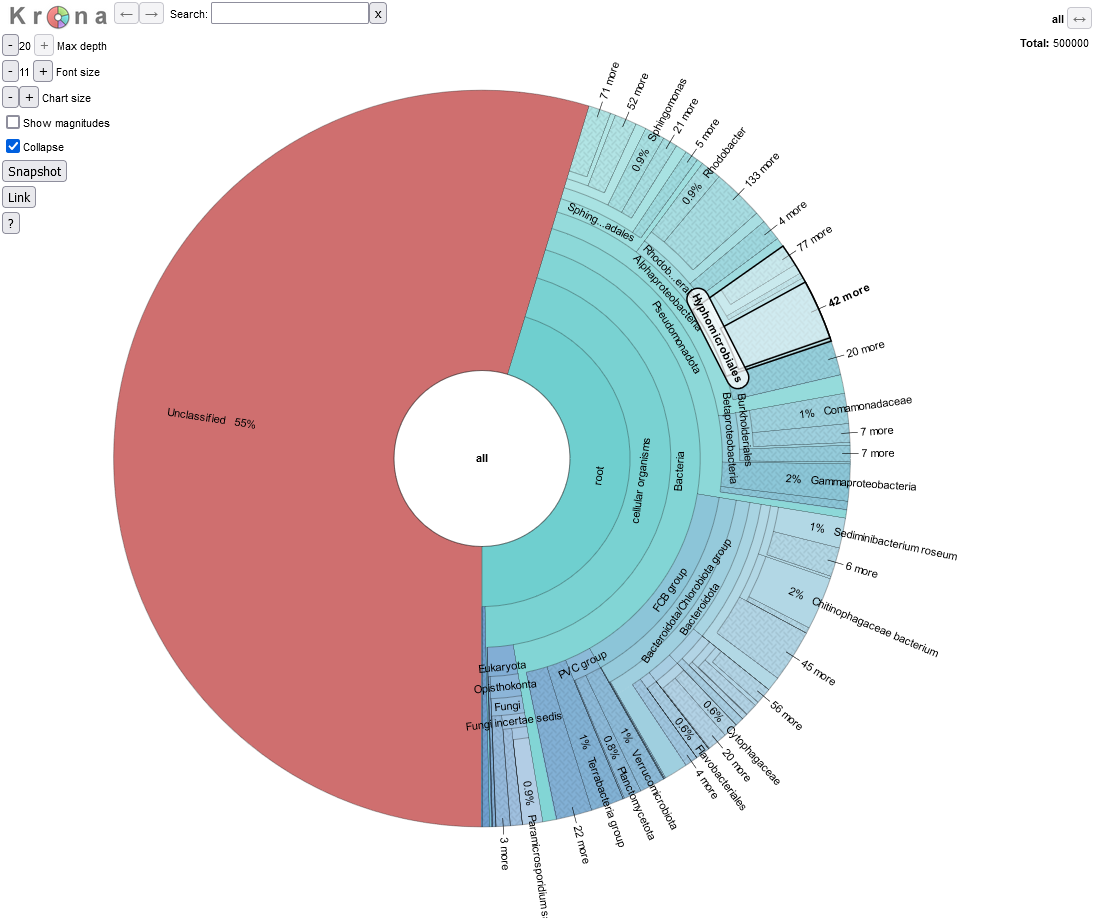 Krona
← → Search: x
all ↔
Total: 500000
- 20 + Max depth
- 11 + Font size
- + Chart size
Show magnitudes
Collapse
Snapshot
Link
?
71 more
52 more
0.9% Sphingomonas
21 more
5 more
0.9% Rhodobacter
133 more
4 more
77 more
42 more
20 more
1% Comamonadaceae
7 more
7 more
2% Gammaproteobacteria
1% Sediminibacterium roseum
6 more
2% Chitinophagaceae bacterium
45 more
56 more
0.6% Cytophagaceae
20 more
0.6% Flavobacteriales
4 more
1% Verrucomicrobiota
0.8% Planctomycetota
1% Terrabacteria group
22 more
0.9% Paramicrosporidium s
3 more
Sphing...adales
Rhodob...era
Alphaproteobacteria
Pseudomonadota
Hyphomicrobiales
Burkholderiales
Betaproteobacteria
Unclassified 55%
all
root
cellular organisms
Bacteria
FCB group
Bacteroidota/Chlorobiota group
Bacteroidota
PVC group
Eukaryota
Opisthokonta
Fungi
Fungi incertae sedis